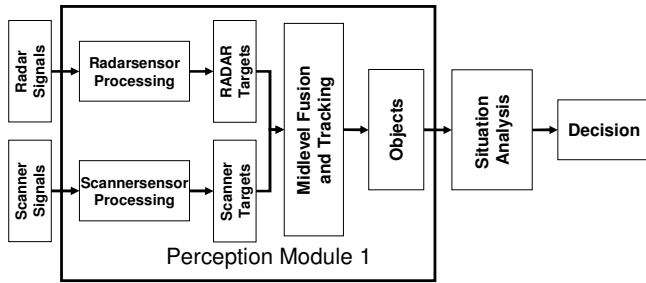 Radar
Signals
Radarsensor
Processing
RADAR
Targets
Scanner
Signals
Scannersensor
Processing
Scanner
Targets
Midlevel Fusion
and Tracking
Objects
Situation
Analysis
Decision
Perception Module 1